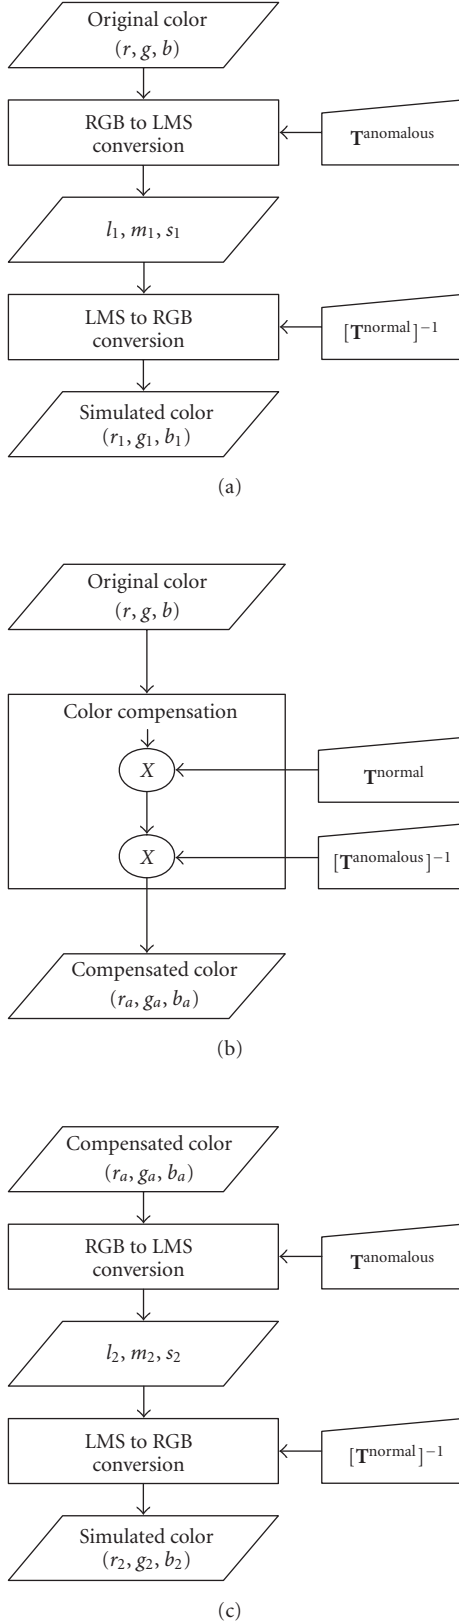 Original color
(r, g, b)
RGB to LMS
conversion
T^anomalous
l₁, m₁, s₁
LMS to RGB
conversion
[T^normal]⁻¹
Simulated color
(r₁, g₁, b₁)
(a)
Original color
(r, g, b)
Color compensation
X
T^normal
X
[T^anomalous]⁻¹
Compensated color
(rₐ, gₐ, bₐ)
(b)
Compensated color
(rₐ, gₐ, bₐ)
RGB to LMS
conversion
T^anomalous
l₂, m₂, s₂
LMS to RGB
conversion
[T^normal]⁻¹
Simulated color
(r₂, g₂, b₂)
(c)